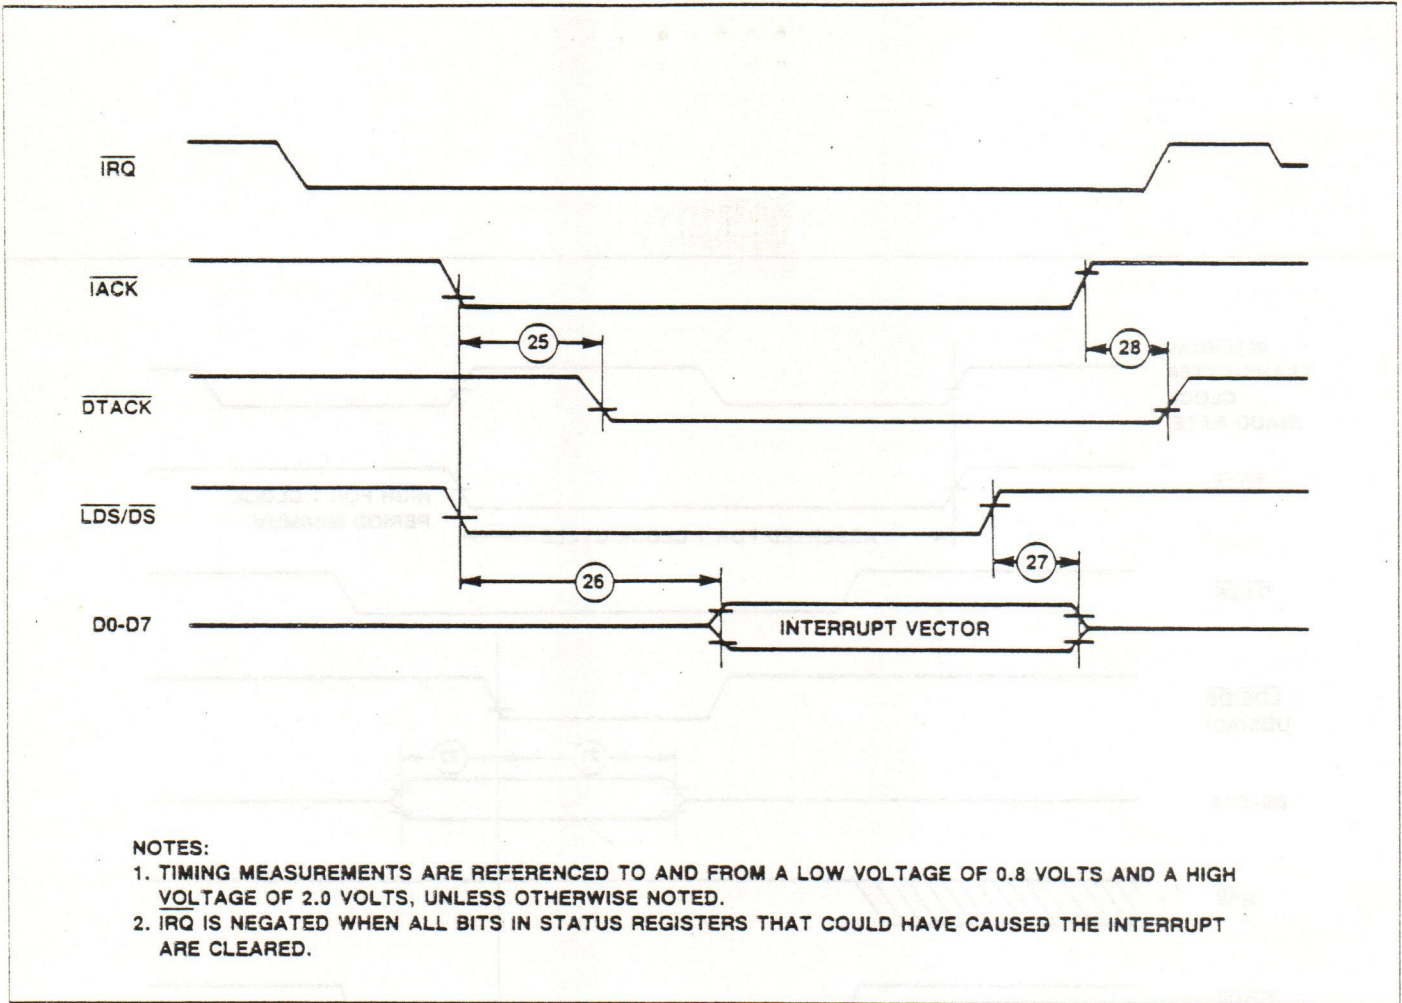 IRQ
IACK
25
28
DTACK
LDS/DS
27
26
D0-D7
INTERRUPT VECTOR
NOTES:
1. TIMING MEASUREMENTS ARE REFERENCED TO AND FROM A LOW VOLTAGE OF 0.8 VOLTS AND A HIGH
VOLTAGE OF 2.0 VOLTS, UNLESS OTHERWISE NOTED.
2. IRQ IS NEGATED WHEN ALL BITS IN STATUS REGISTERS THAT COULD HAVE CAUSED THE INTERRUPT
ARE CLEARED.